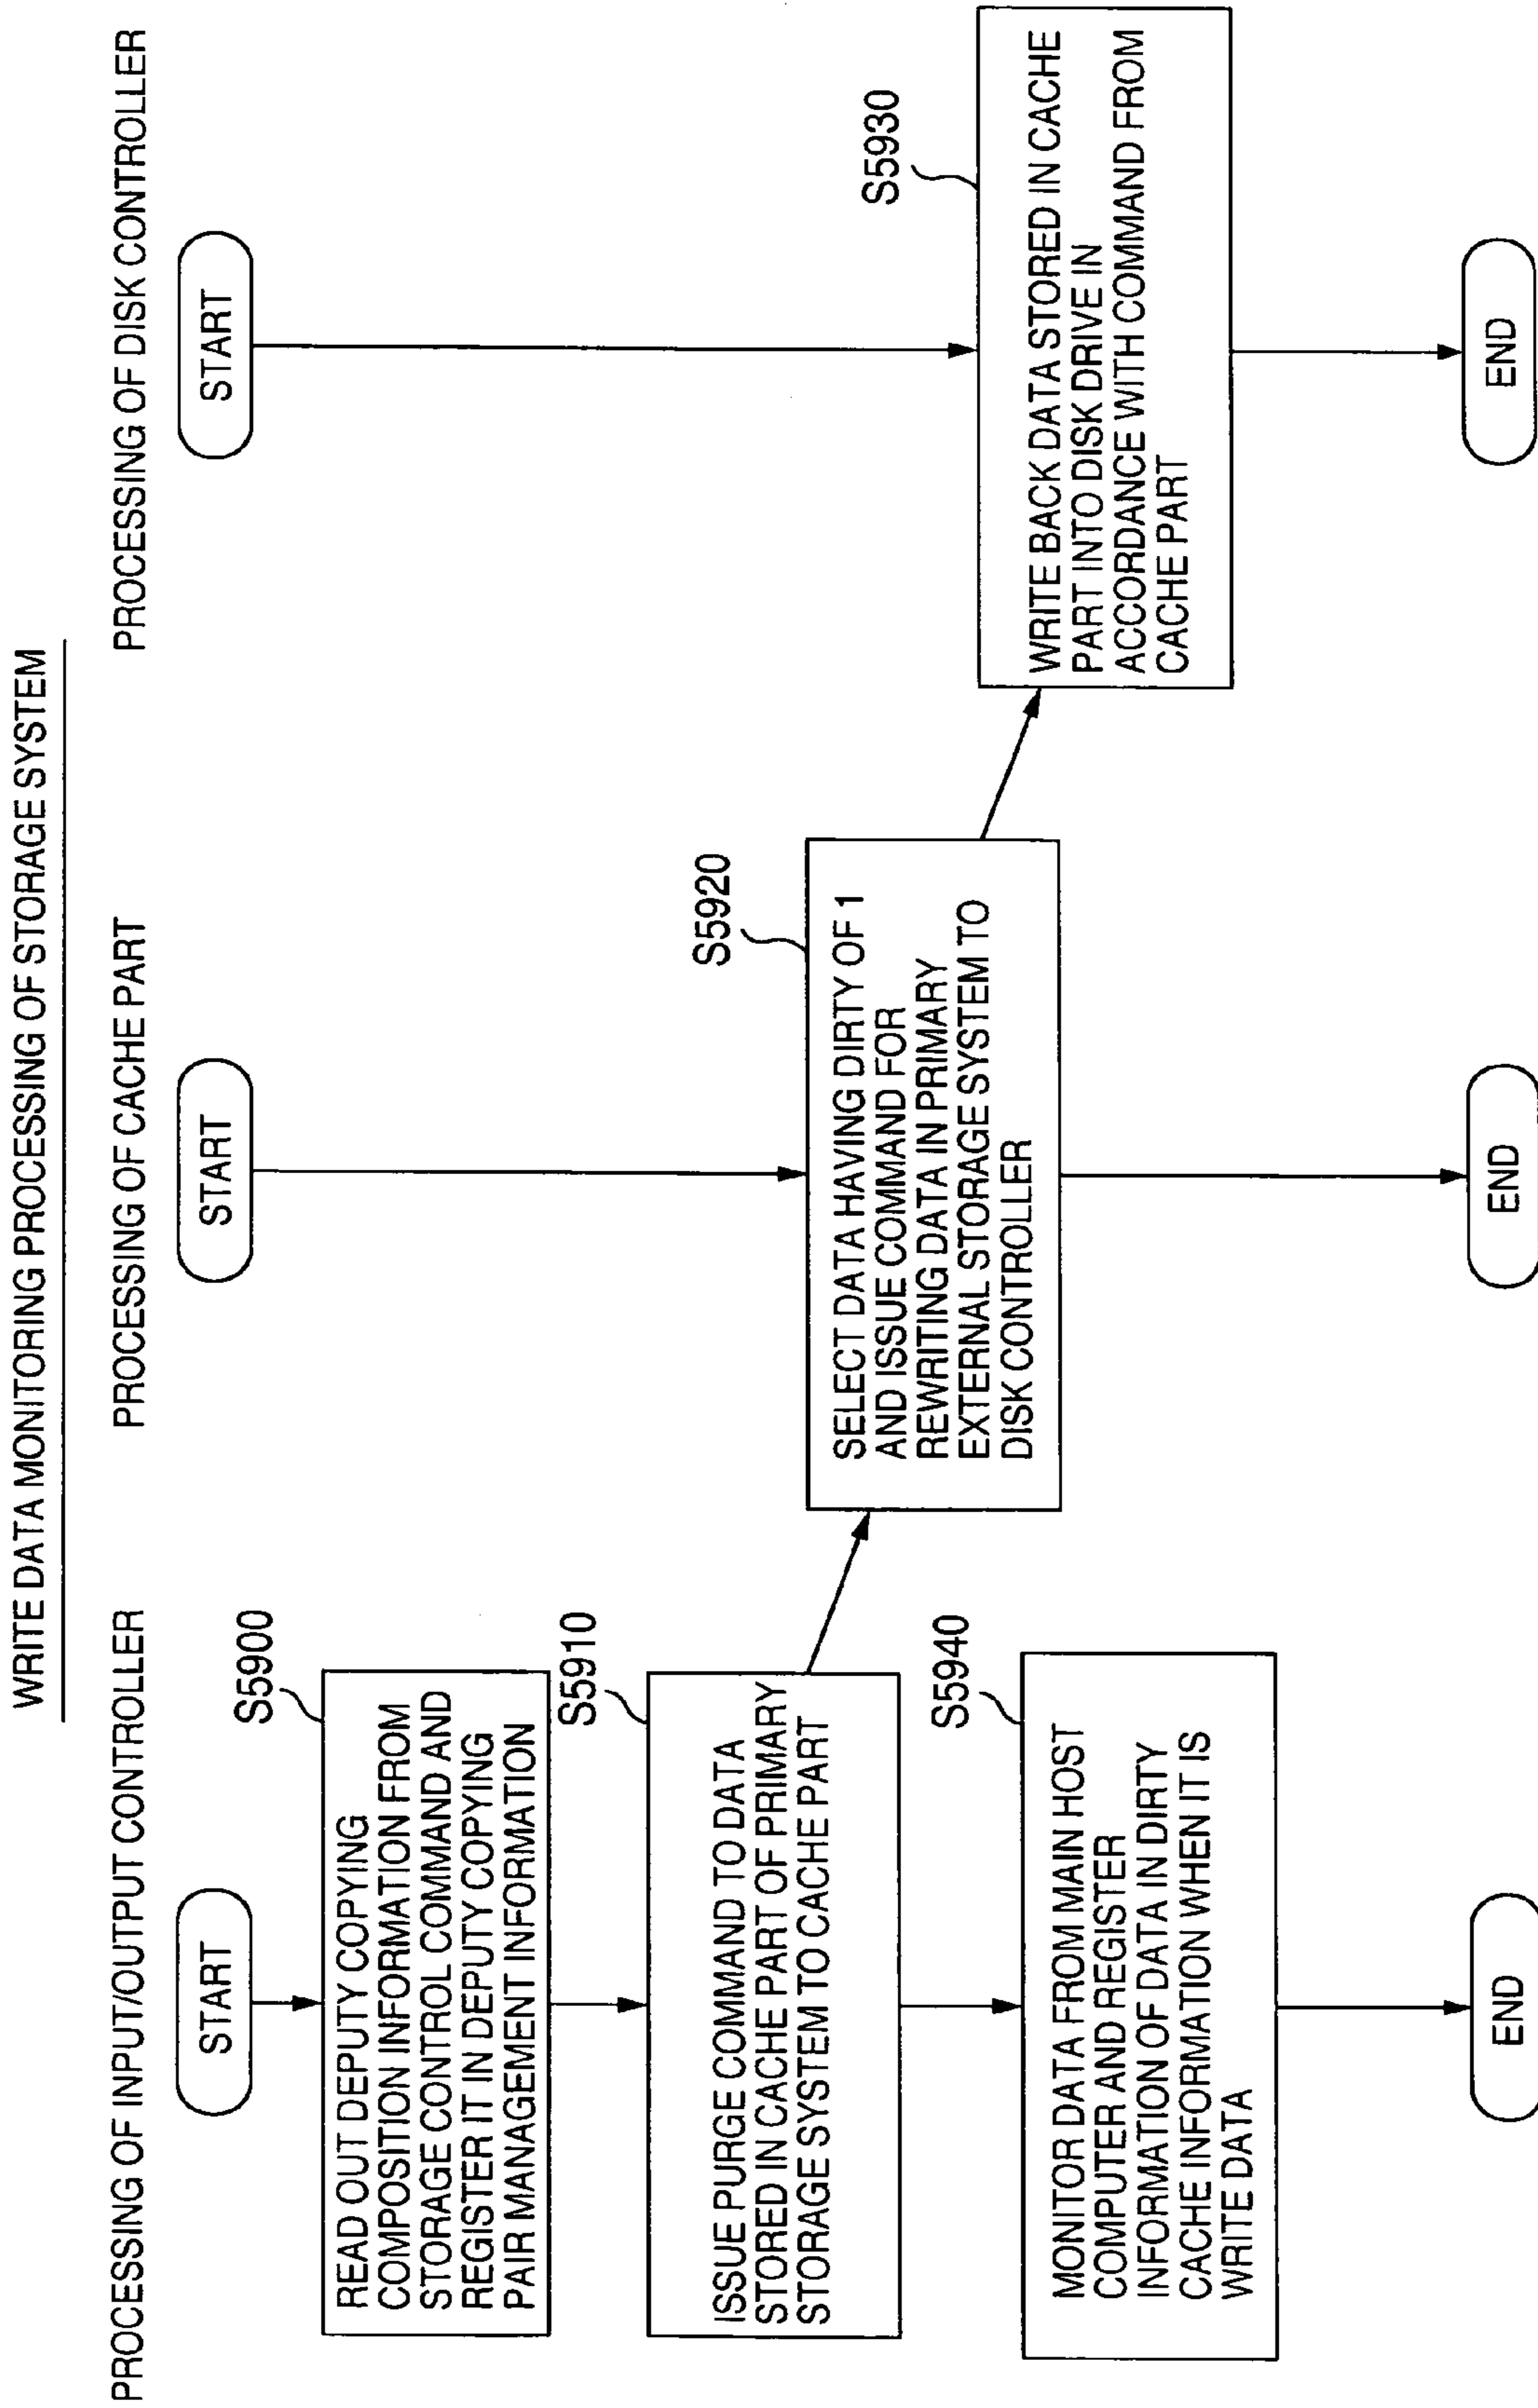 WRITE DATA MONITORING PROCESSING OF STORAGE SYSTEM
PROCESSING OF INPUT/OUTPUT CONTROLLER
START
S5900
READ OUT DEPUTY COPYING
COMPOSITION INFORMATION FROM
STORAGE CONTROL COMMAND AND
REGISTER IT IN DEPUTY COPYING
PAIR MANAGEMENT INFORMATION
S5910
ISSUE PURGE COMMAND TO DATA
STORED IN CACHE PART OF PRIMARY
STORAGE SYSTEM TO CACHE PART
S5940
MONITOR DATA FROM MAIN HOST
COMPUTER AND REGISTER
INFORMATION OF DATA IN DIRTY
CACHE INFORMATION WHEN IT IS
WRITE DATA
END
PROCESSING OF CACHE PART
START
S5920
SELECT DATA HAVING DIRTY OF 1
AND ISSUE COMMAND FOR
REWRITING DATA IN PRIMARY
EXTERNAL STORAGE SYSTEM TO
DISK CONTROLLER
END
PROCESSING OF DISK CONTROLLER
START
S5930
WRITE BACK DATA STORED IN CACHE
PART INTO DISK DRIVE IN
ACCORDANCE WITH COMMAND FROM
CACHE PART
END